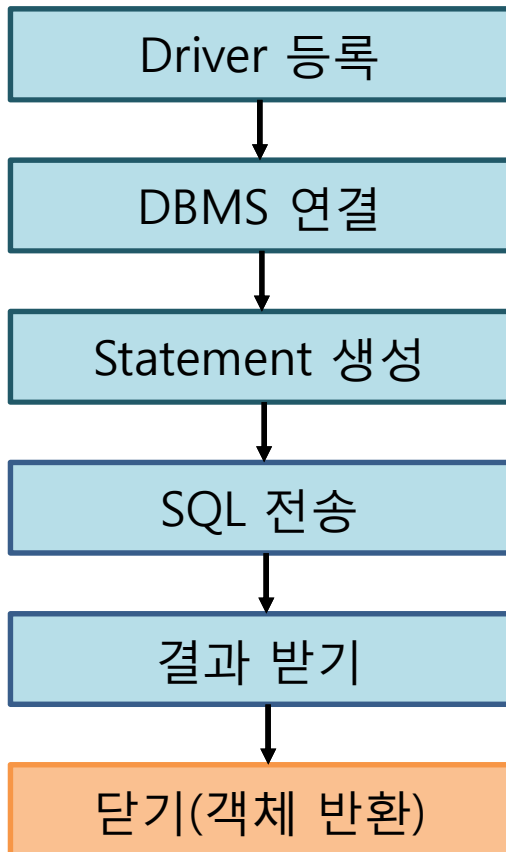 Driver 등록
DBMS 연결
Statement 생성
SQL 전송
결과 받기
닫기(객체 반환)